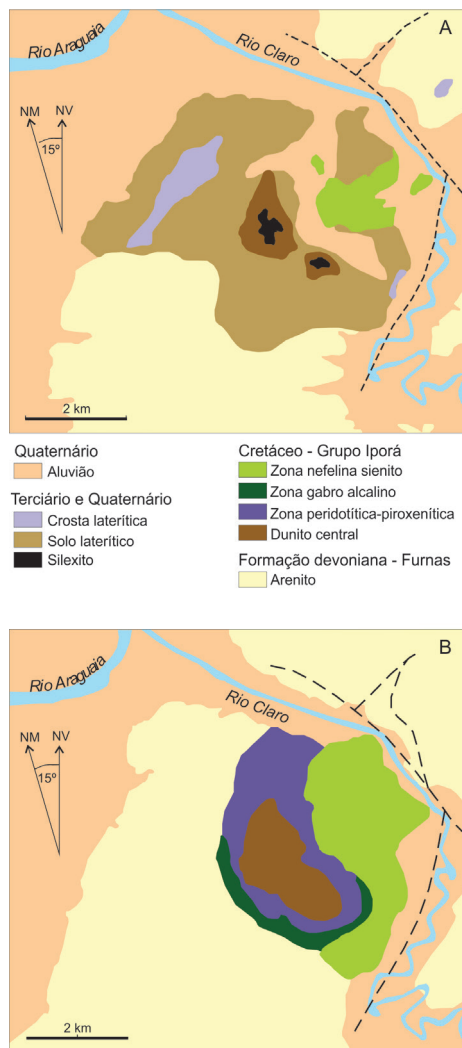 A
Rio Araguaia
Rio Claro
NM
NV
15º
2 km
Quaternário
Aluvião
Terciário e Quaternário
Crosta laterítica
Solo laterítico
Silexito
Cretáceo - Grupo Iporá
Zona nefelina sienito
Zona gabro alcalino
Zona peridotítica-piroxenítica
Dunito central
Formação devoniana - Furnas
Arenito
B
Rio Araguaia
Rio Claro
NM
NV
15º
2 km